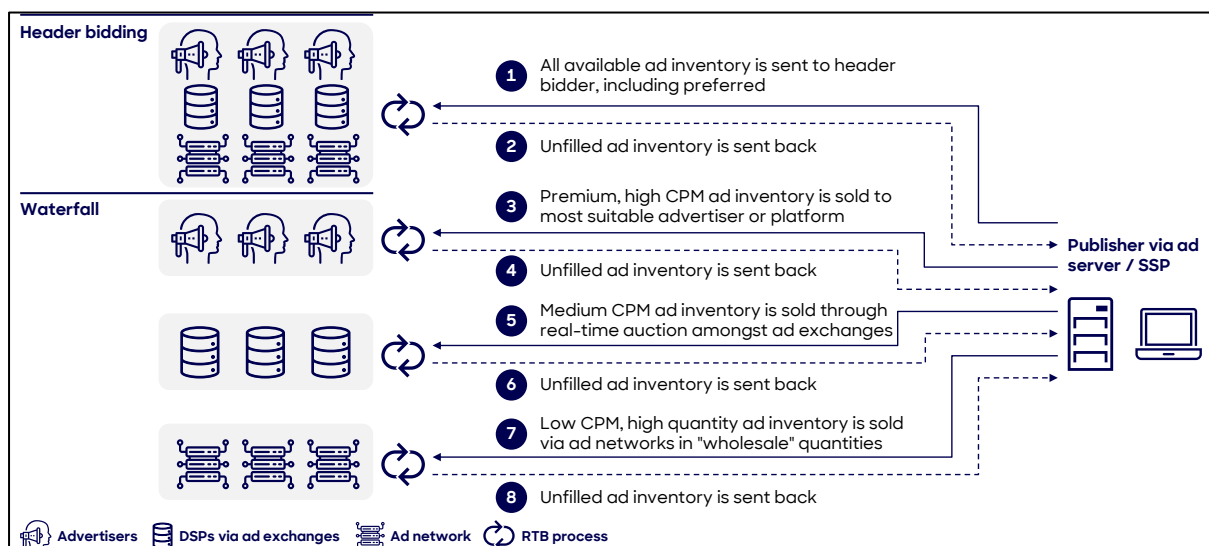 Header bidding
1 All available ad inventory is sent to header
bidder, including preferred
2 Unfilled ad inventory is sent back
Waterfall
3 Premium, high CPM ad inventory is sold to
most suitable advertiser or platform
4 Unfilled ad inventory is sent back
Publisher via ad
server / SSP
5 Medium CPM ad inventory is sold through
real-time auction amongst ad exchanges
6 Unfilled ad inventory is sent back
7 Low CPM, high quantity ad inventory is sold
via ad networks in "wholesale" quantities
8 Unfilled ad inventory is sent back
Advertisers DSPs via ad exchanges Ad network RTB process